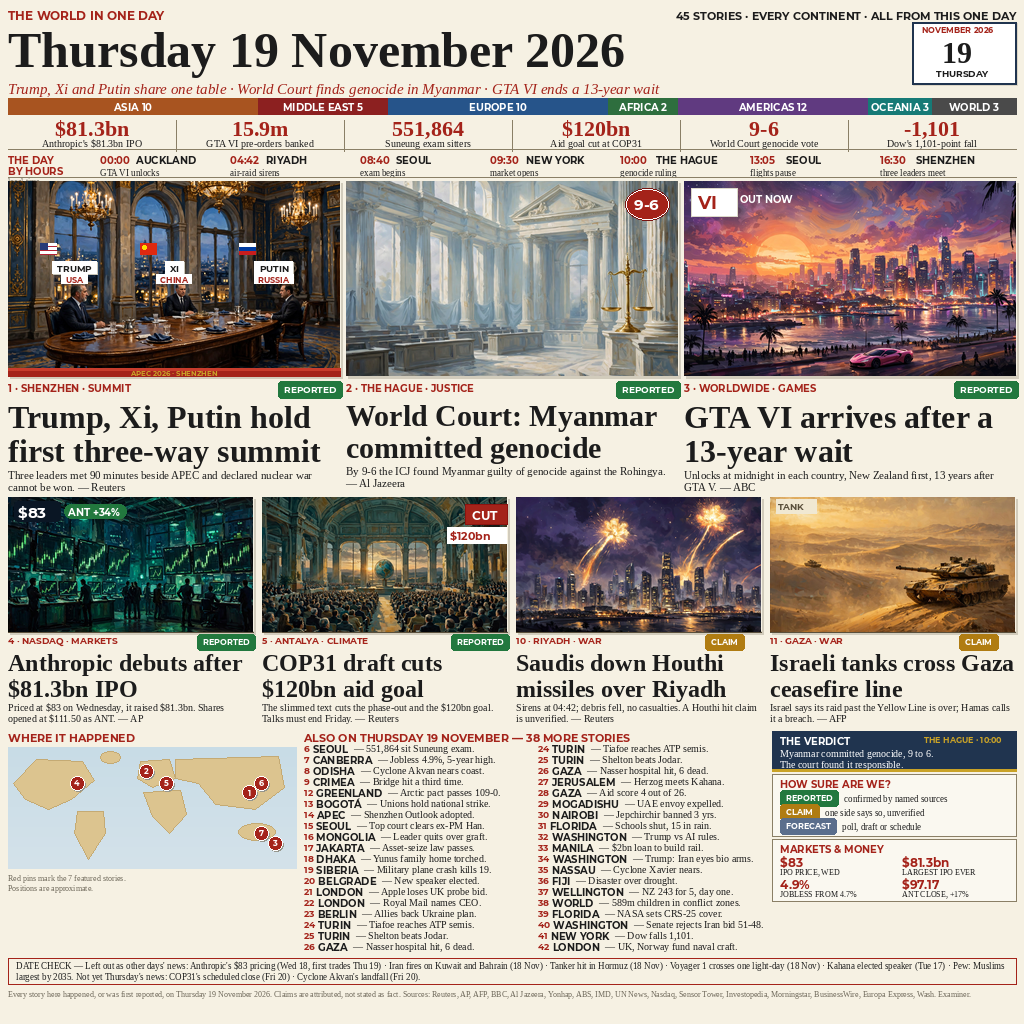 THE WORLD IN ONE DAY
45 STORIES · EVERY CONTINENT · ALL FROM THIS ONE DAY
Thursday 19 November 2026
NOVEMBER 2026
19
THURSDAY
Trump, Xi and Putin share one table · World Court finds genocide in Myanmar · GTA VI ends a 13-year wait
ASIA 10
MIDDLE EAST 5
EUROPE 10
AFRICA 2
AMERICAS 12
OCEANIA 3
WORLD 3
$81.3bn
Anthropic's $81.3bn IPO
15.9m
GTA VI pre-orders banked
551,864
Suneung exam sitters
$120bn
Aid goal cut at COP31
9-6
World Court genocide vote
-1,101
Dow's 1,101-point fall
THE DAY
BY HOURS
00:00 AUCKLAND
GTA VI unlocks
04:42 RIYADH
air-raid sirens
08:40 SEOUL
exam begins
09:30 NEW YORK
market opens
10:00 THE HAGUE
genocide ruling
13:05 SEOUL
flights pause
16:30 SHENZHEN
three leaders meet
TRUMP
USA
XI
CHINA
PUTIN
RUSSIA
APEC 2026 · SHENZHEN
9-6
VI OUT NOW
1 · SHENZHEN · SUMMIT
REPORTED
Trump, Xi, Putin hold
first three-way summit
Three leaders met 90 minutes beside APEC and declared nuclear war
cannot be won. — Reuters
2 · THE HAGUE · JUSTICE
REPORTED
World Court: Myanmar
committed genocide
By 9-6 the ICJ found Myanmar guilty of genocide against the Rohingya.
— Al Jazeera
3 · WORLDWIDE · GAMES
REPORTED
GTA VI arrives after a
13-year wait
Unlocks at midnight in each country, New Zealand first, 13 years after
GTA V. — ABC
$83
ANT +34%
CUT
$120bn
TANK
4 · NASDAQ · MARKETS
REPORTED
Anthropic debuts after
$81.3bn IPO
Priced at $83 on Wednesday, it raised $81.3bn. Shares
opened at $111.50 as ANT. — AP
5 · ANTALYA · CLIMATE
REPORTED
COP31 draft cuts
$120bn aid goal
The slimmed text cuts the phase-out and the $120bn goal.
Talks must end Friday. — Reuters
10 · RIYADH · WAR
CLAIM
Saudis down Houthi
missiles over Riyadh
Sirens at 04:42; debris fell, no casualties. A Houthi hit claim
is unverified. — Reuters
11 · GAZA · WAR
CLAIM
Israeli tanks cross Gaza
ceasefire line
Israel says its raid past the Yellow Line is over; Hamas calls
it a breach. — AFP
WHERE IT HAPPENED
4
2
5
1
6
7
3
Red pins mark the 7 featured stories.
Positions are approximate.
ALSO ON THURSDAY 19 NOVEMBER — 38 MORE STORIES
6 SEOUL — 551,864 sit Suneung exam.
7 CANBERRA — Jobless 4.9%, 5-year high.
8 ODISHA — Cyclone Akvan nears coast.
9 CRIMEA — Bridge hit a third time.
12 GREENLAND — Arctic pact passes 109-0.
13 BOGOTÁ — Unions hold national strike.
14 APEC — Shenzhen Outlook adopted.
15 SEOUL — Top court clears ex-PM Han.
16 MONGOLIA — Leader quits over graft.
17 JAKARTA — Asset-seize law passes.
18 DHAKA — Yunus family home torched.
19 SIBERIA — Military plane crash kills 19.
20 BELGRADE — New speaker elected.
21 LONDON — Apple loses UK probe bid.
22 LONDON — Royal Mail names CEO.
23 BERLIN — Allies back Ukraine plan.
24 TURIN — Tiafoe reaches ATP semis.
25 TURIN — Shelton beats Jodar.
26 GAZA — Nasser hospital hit, 6 dead.
24 TURIN — Tiafoe reaches ATP semis.
25 TURIN — Shelton beats Jodar.
26 GAZA — Nasser hospital hit, 6 dead.
27 JERUSALEM — Herzog meets Kahana.
28 GAZA — Aid score 4 out of 26.
29 MOGADISHU — UAE envoy expelled.
30 NAIROBI — Jepchirchir banned 3 yrs.
31 FLORIDA — Schools shut, 15 in rain.
32 WASHINGTON — Trump vs AI rules.
33 MANILA — $2bn loan to build rail.
34 WASHINGTON — Trump: Iran eyes bio arms.
35 NASSAU — Cyclone Xavier nears.
36 FIJI — Disaster over drought.
37 WELLINGTON — NZ 243 for 5, day one.
38 WORLD — 589m children in conflict zones.
39 FLORIDA — NASA sets CRS-25 cover.
40 WASHINGTON — Senate rejects Iran bid 51-48.
41 NEW YORK — Dow falls 1,101.
42 LONDON — UK, Norway fund naval craft.
THE VERDICT
THE HAGUE · 10:00
Myanmar committed genocide, 9 to 6.
The court found it responsible.
HOW SURE ARE WE?
REPORTED confirmed by named sources
CLAIM one side says so, unverified
FORECAST poll, draft or schedule
MARKETS & MONEY
$83
IPO PRICE, WED
$81.3bn
LARGEST IPO EVER
4.9%
JOBLESS FROM 4.7%
$97.17
ANT CLOSE, +17%
DATE CHECK — Left out as other days' news: Anthropic's $83 pricing (Wed 18, first trades Thu 19) · Iran fires on Kuwait and Bahrain (18 Nov) · Tanker hit in Hormuz (18 Nov) · Voyager 1 crosses one light-day (18 Nov) · Kahana elected speaker (Tue 17) · Pew: Muslims
largest by 2035. Not yet Thursday's news: COP31's scheduled close (Fri 20) · Cyclone Akvan's landfall (Fri 20).
Every story here happened, or was first reported, on Thursday 19 November 2026. Claims are attributed, not stated as fact. Sources: Reuters, AP, AFP, BBC, Al Jazeera, Yonhap, ABS, IMD, UN News, Nasdaq, Sensor Tower, Investopedia, Morningstar, BusinessWire, Europa Express, Wash. Examiner.